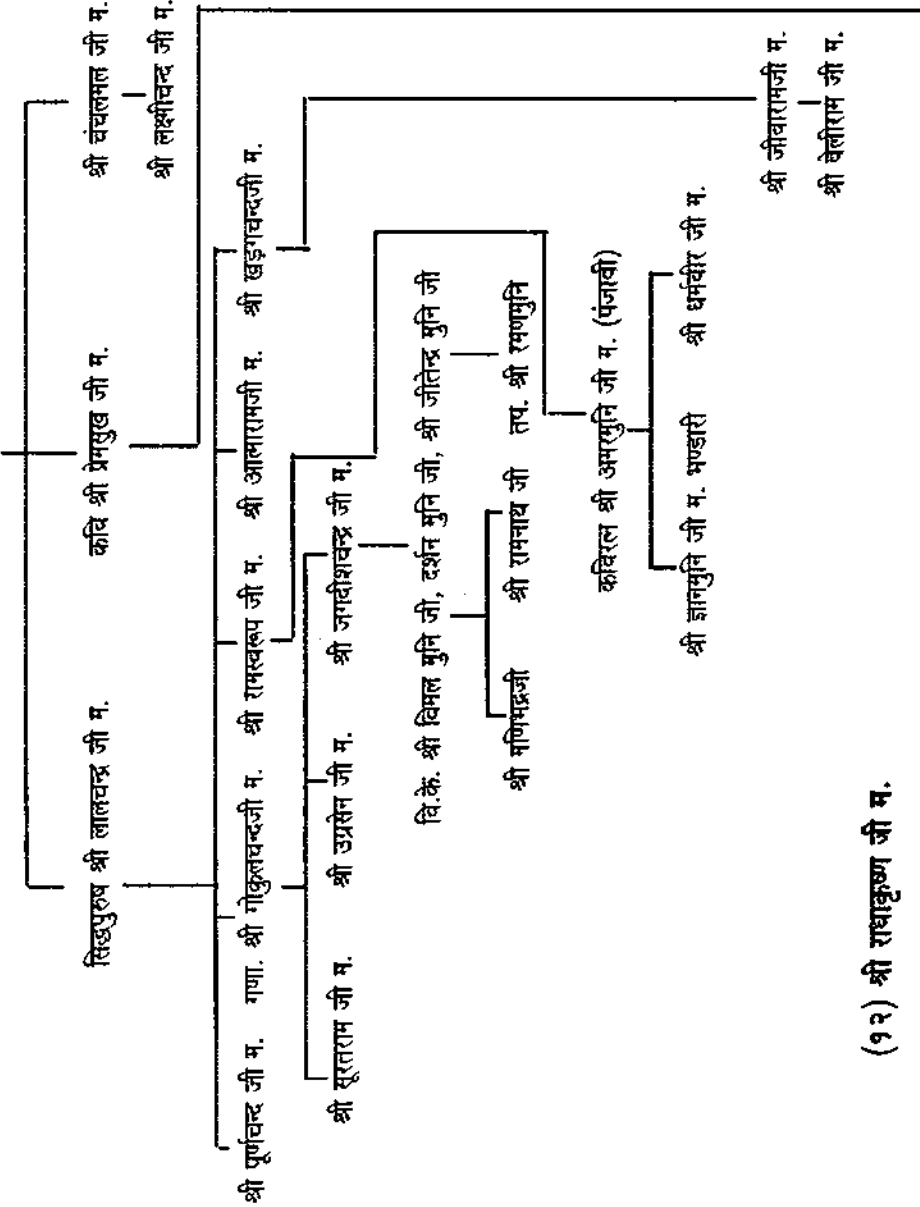 सिद्धपुरुष श्री लालचन्द्र जी म. कवि श्री प्रेमसुख जी म. श्री चंचलमल जी म.
श्री लक्ष्मीचन्द जी म.
श्री पूर्णचन्द जी म. गणा. श्री गोकुलचन्दजी म. श्री रामस्वरूप जी म. श्री आत्मारामजी म. श्री खड़गचन्दजी म.
श्री सूरतराम जी म. श्री उग्रसेन जी म. श्री जगदीशचन्द्र जी म.
वि.के. श्री विमल मुनि जी, दर्शन मुनि जी, श्री जीतेन्द्र मुनि जी
श्री मणिभद्रजी श्री रामनाथ जी तप. श्री रमणमुनि
कविरत्न श्री अमरमुनि जी म. (पंजाबी)
श्री ज्ञानमुनि जी म. भण्डारी श्री धर्मवीर जी म.
श्री जीवारामजी म.
श्री बेलीराम जी म.
(१२) श्री राधाकृष्ण जी म.